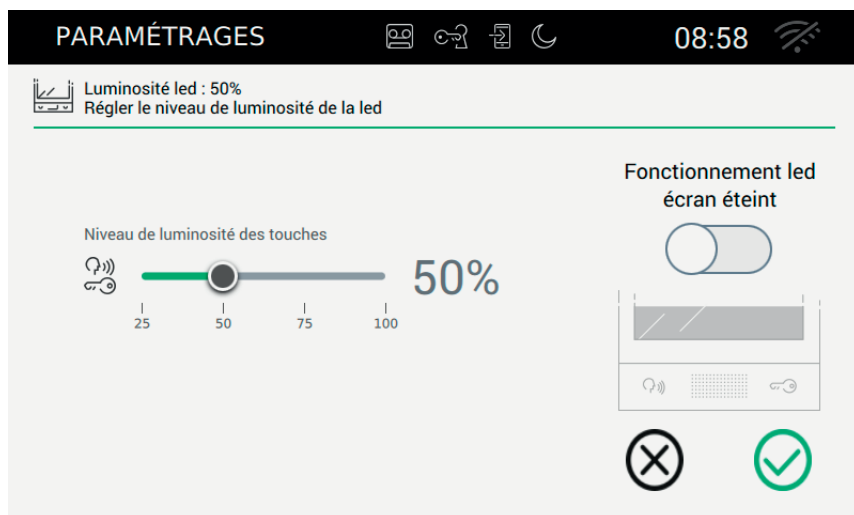 PARAMÉTRAGES 08:58
Luminosité led : 50%
Régler le niveau de luminosité de la led
Fonctionnement led
écran éteint
Niveau de luminosité des touches
50%
25 50 75 100